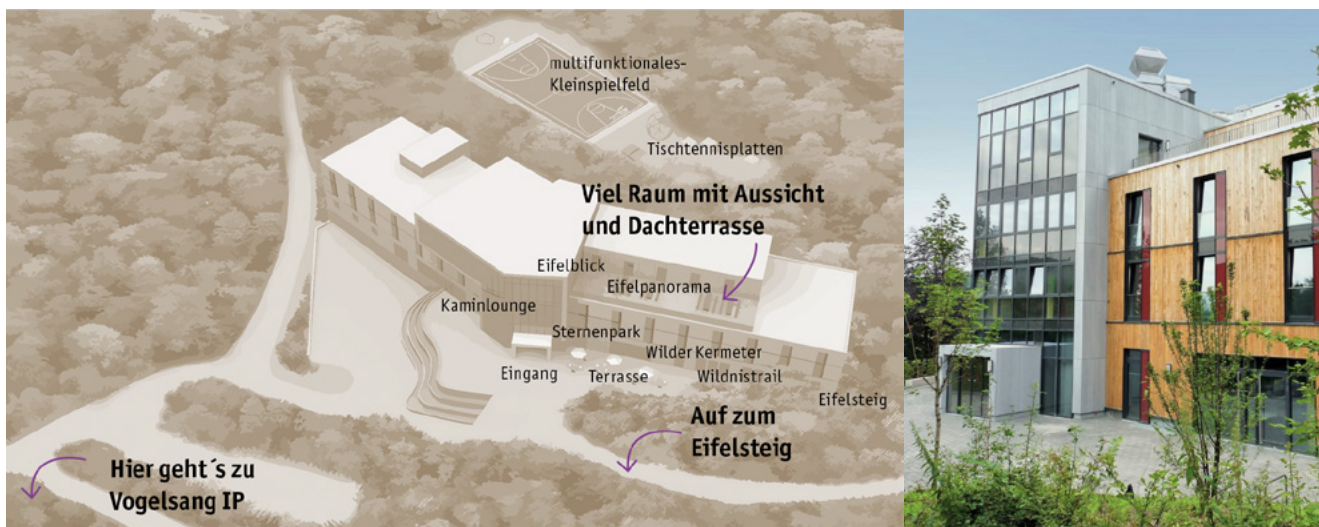 multifunktionales-
Kleinspielfeld
Tischtennisplatten
Viel Raum mit Aussicht
und Dachterrasse
Eifelblick
Eifelpanorama
Kaminlounge
Sternenpark
Wilder Kermeter
Eingang
Terrasse
Wildnistrail
Eifelsteig
Auf zum
Eifelsteig
Hier geht´s zu
Vogelsang IP